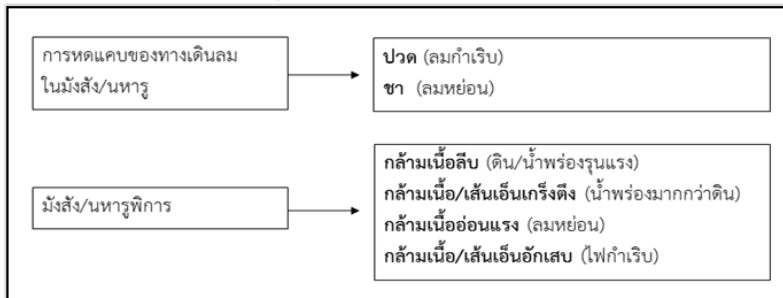 การหดแคบของทางเดินลม
ในมังสัง/นหารู
ปวด (ลมกำเริบ)
ชา (ลมหย่อน)
มังสัง/นหารูพิการ
กล้ามเนื้อลีบ (ดิน/น้ำพร่องรุนแรง)
กล้ามเนื้อ/เส้นเอ็นเกร็งตึง (น้ำพร่องมากกว่าดิน)
กล้ามเนื้ออ่อนแรง (ลมหย่อน)
กล้ามเนื้อ/เส้นเอ็นอักเสบ (ไฟกำเริบ)